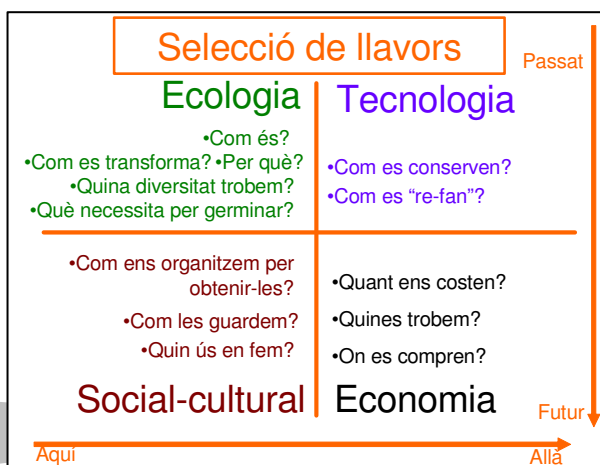 Selecció de llavors
Passat
Ecologia
•Com és?
•Com es transforma? •Per què?
•Quina diversitat trobem?
•Què necessita per germinar?
Tecnologia
•Com es conserven?
•Com es “re-fan”?
•Com ens organitzem per
obtenir-les?
•Com les guardem?
•Quin ús en fem?
Social-cultural
•Quant ens costen?
•Quines trobem?
•On es compren?
Economia
Futur
Aquí
Allà